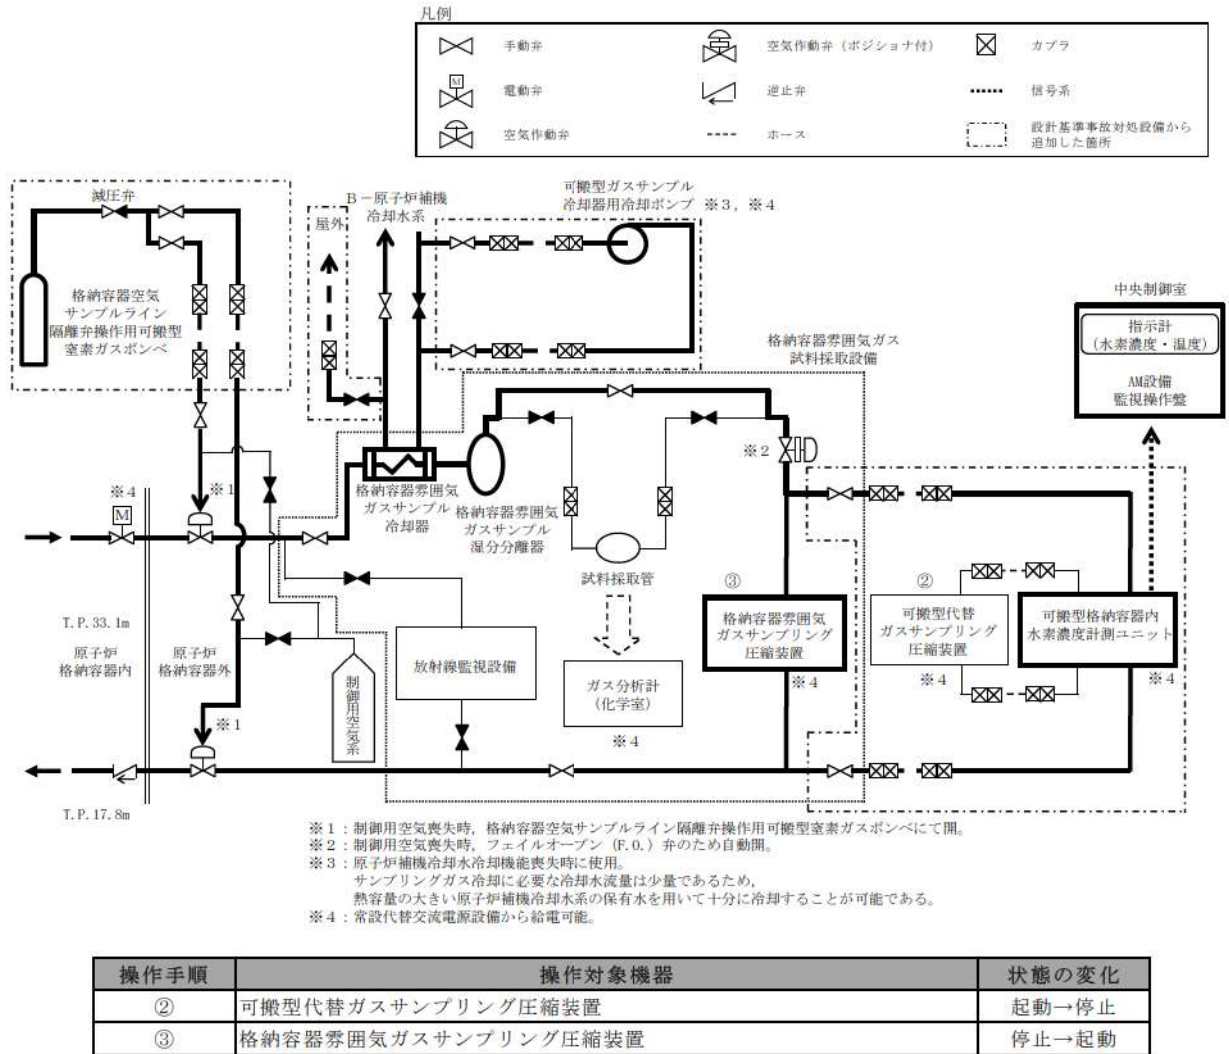 凡例
手動弁
空気作動弁（ポジショナ付）
カプラ
電動弁
逆止弁
信号系
空気作動弁
ホース
設計基準事故対処設備から
追加した箇所
減圧弁
格納容器空気
サンプルライン
隔離弁操作用可搬型
窒素ガスボンベ
屋外
B－原子炉補機
冷却水系
可搬型ガスサンプル
冷却器用冷却ポンプ ※3，※4
格納容器雰囲気ガス
試料採取設備
中央制御室
指示計
（水素濃度・温度）
AM設備
監視操作盤
※4
M
※1
格納容器雰囲気
ガスサンプル
冷却器
格納容器雰囲気
ガスサンプル
湿分分離器
※2
試料採取管
T.P.33.1m
原子炉
格納容器内
原子炉
格納容器外
※1
制御用空気系
放射線監視設備
ガス分析計
（化学室）
※4
③
格納容器雰囲気
ガスサンプリング
圧縮装置
※4
②
可搬型代替
ガスサンプリング
圧縮装置
※4
可搬型格納容器内
水素濃度計測ユニット
※4
T.P.17.8m
※1：制御用空気喪失時，格納容器空気サンプルライン隔離弁操作用可搬型窒素ガスボンベにて開。
※2：制御用空気喪失時，フェイルオープン（F.O.）弁のため自動開。
※3：原子炉補機冷却水冷却機能喪失時に使用。
サンプリングガス冷却に必要な冷却水流量は少量であるため，
熱容量の大きい原子炉補機冷却水系の保有水を用いて十分に冷却することが可能である。
※4：常設代替交流電源設備から給電可能。
操作手順 操作対象機器 状態の変化
② 可搬型代替ガスサンプリング圧縮装置 起動→停止
③ 格納容器雰囲気ガスサンプリング圧縮装置 停止→起動